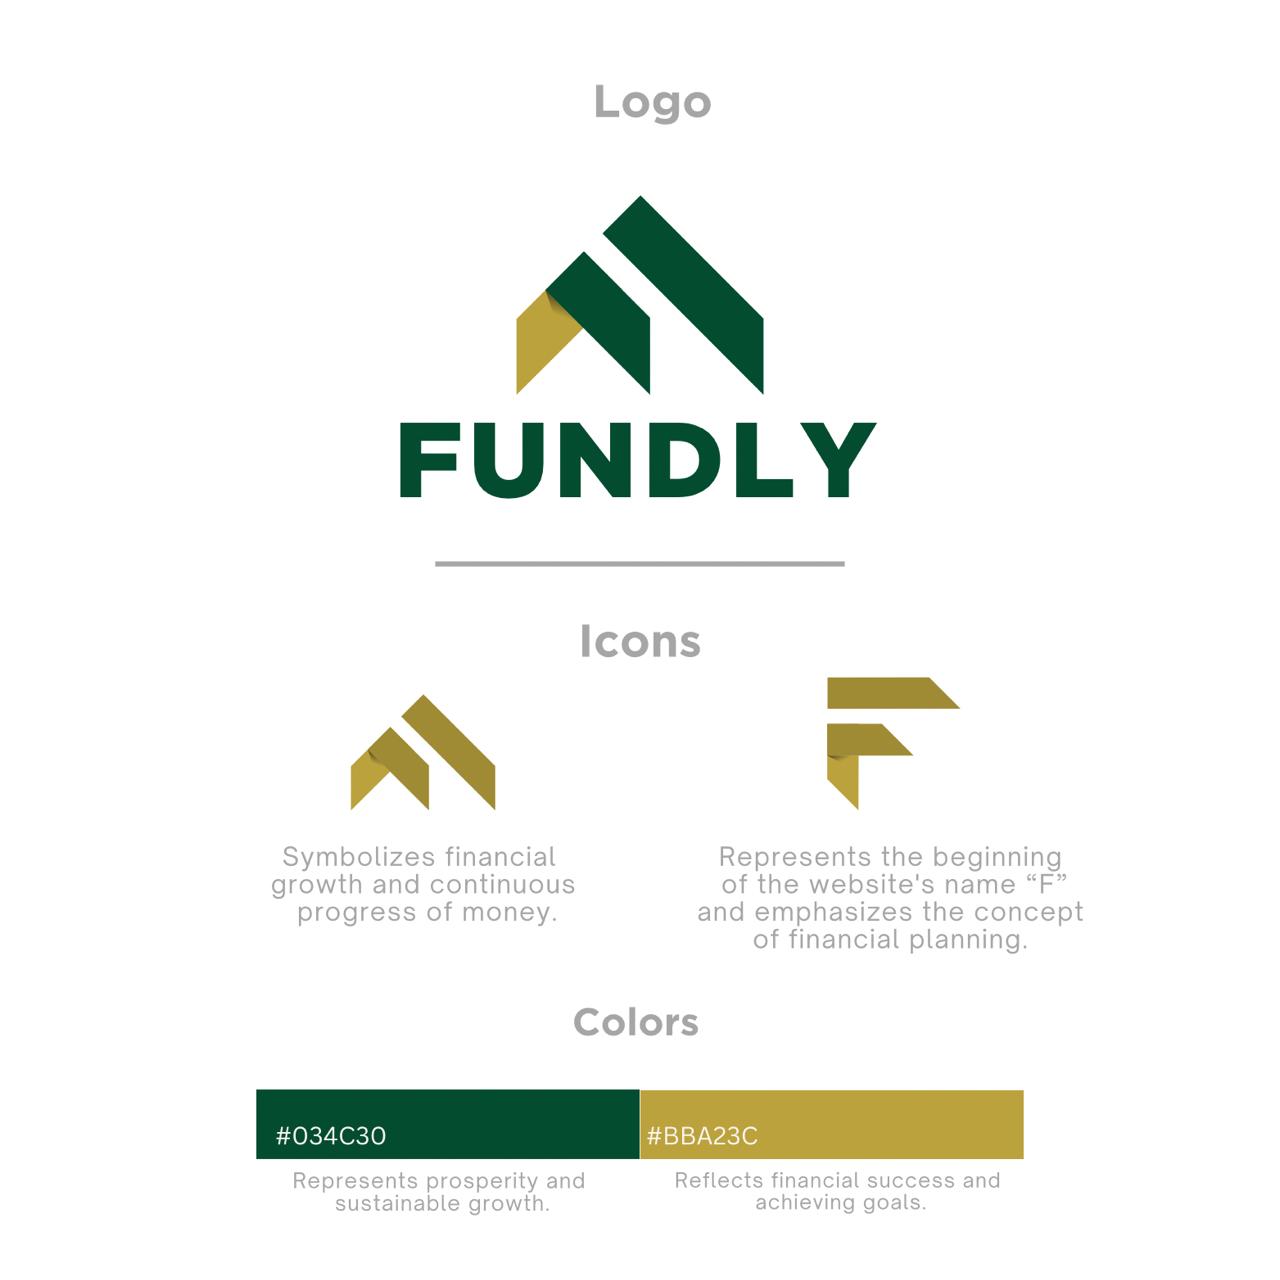 Logo
FUNDLY
Icons
Symbolizes financial
growth and continuous
progress of money.
Represents the beginning
of the website's name “F”
and emphasizes the concept
of financial planning.
Colors
#034C30
#BBA23C
Represents prosperity and
sustainable growth.
Reflects financial success and
achieving goals.